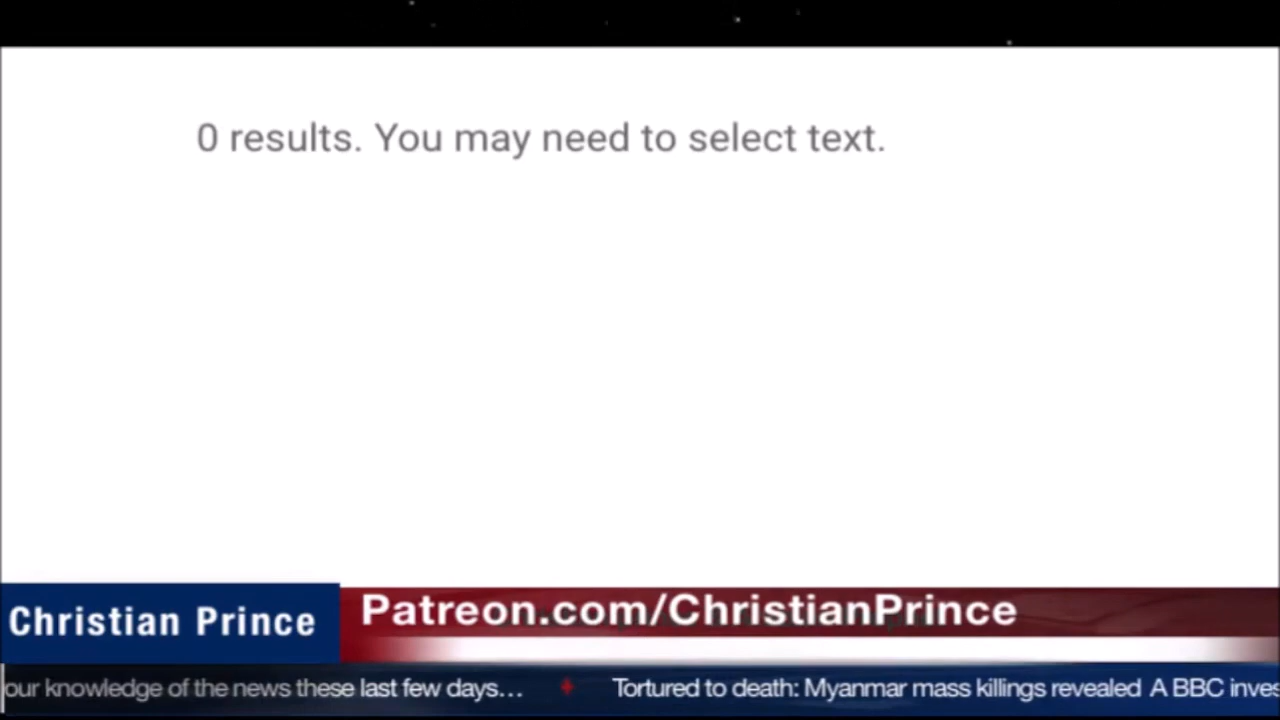 0 results. You may need to select text.
Christian Prince
Patreon.com/ChristianPrince
our knowledge of the news these last few days…
Tortured to death: Myanmar mass killings revealed A BBC inves